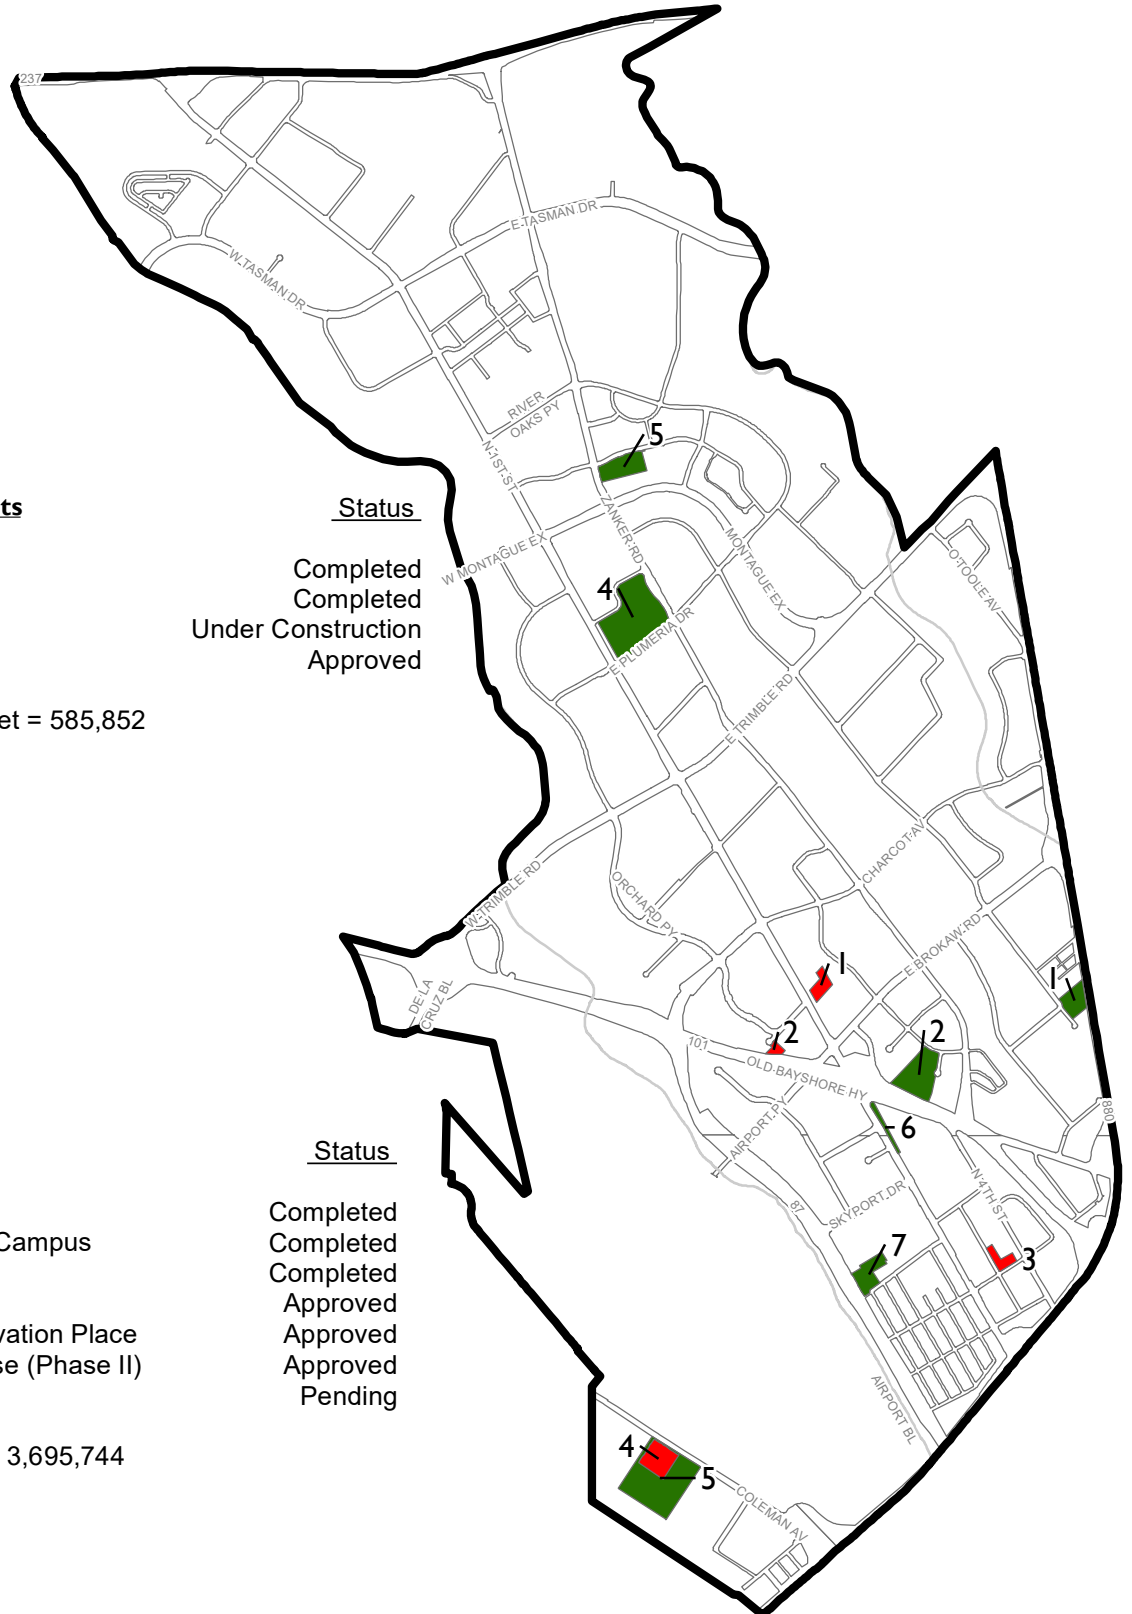 237
E TASMAN DR
W TASMAN DR
RIVER
OAKS PY
N 1ST ST
5
ts
Status
ZANKER RD
MONTAGUE EX
W MONTAGUE EX
O'TOOLE AV
Completed
Completed
Under Construction
Approved
4
E PLUMERIA DR
et = 585,852
E TRIMBLE RD
CHARCOT AV
W TRIMBLE RD
ORCHARD PY
E BROKAW RD
DE LA
CRUZ BL
1
1
2
2
101
OLD BAYSHORE HY
880
AIRPORT PY
6
Status
N 4TH ST
87
SKYPORT DR
Completed
Campus Completed
Completed
Approved
vation Place Approved
se (Phase II) Approved
Pending
7
3
AIRPORT BL
3,695,744
4
5
COLEMAN AV